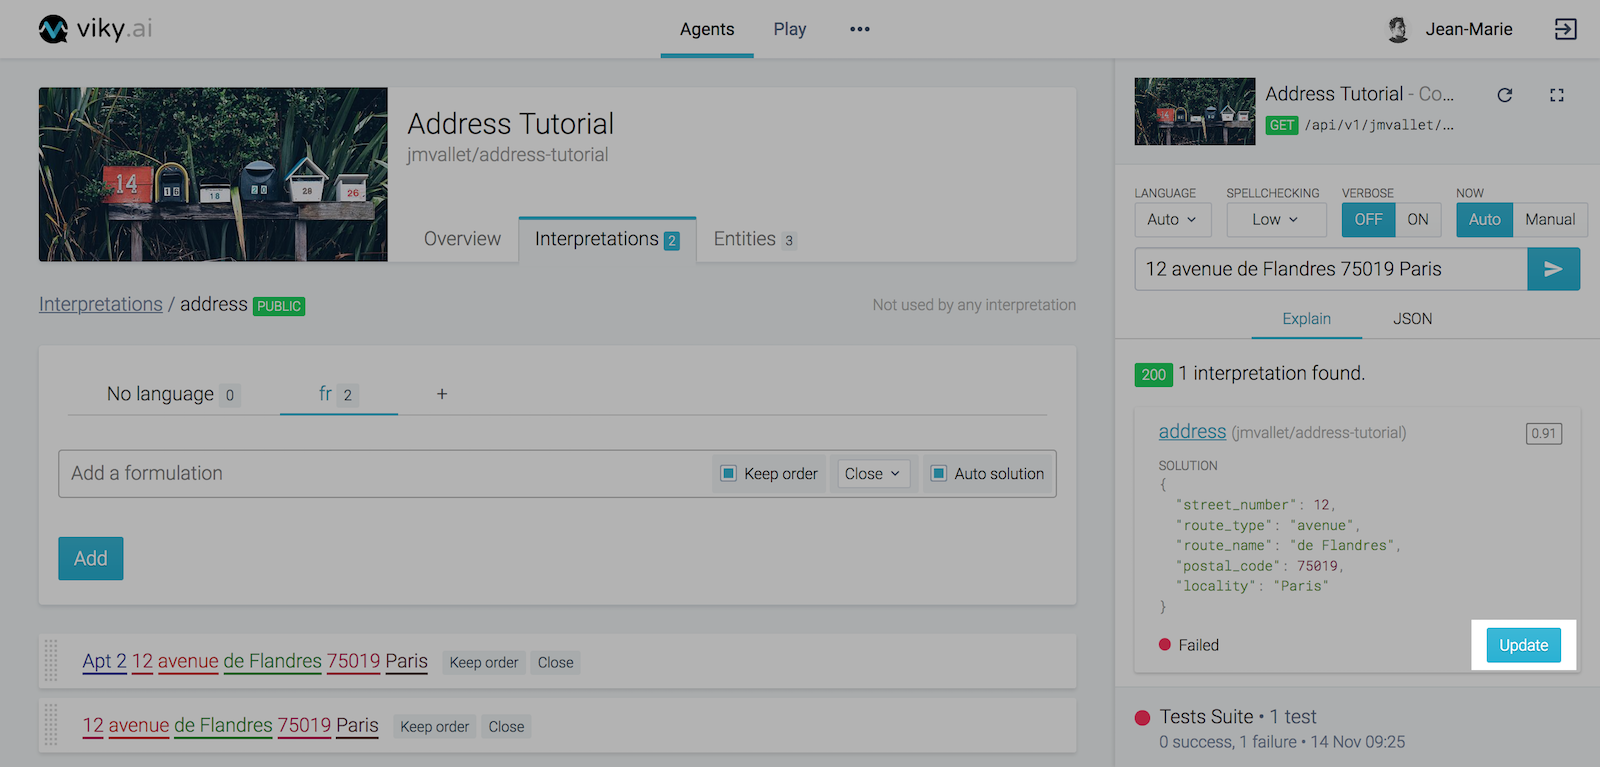 viky.ai
Agents
Play
•••
Jean-Marie
14
16
18
20
28
26
Address Tutorial
jmvallet/address-tutorial
Overview
Interpretations 2
Entities 3
Interpretations / address PUBLIC
Not used by any interpretation
No language 0
fr 2
+
Add a formulation
Keep order
Close
Auto solution
Add
Apt 2 12 avenue de Flandres 75019 Paris Keep order Close
12 avenue de Flandres 75019 Paris Keep order Close
Address Tutorial - Co...
GET /api/v1/jmvallet/...
LANGUAGE
Auto
SPELLCHECKING
Low
VERBOSE
OFF ON
NOW
Auto Manual
12 avenue de Flandres 75019 Paris
Explain
JSON
200 1 interpretation found.
address (jmvallet/address-tutorial) 0.91
SOLUTION
{
"street_number": 12,
"route_type": "avenue",
"route_name": "de Flandres",
"postal_code": 75019,
"locality": "Paris"
}
Failed
Update
Tests Suite • 1 test
0 success, 1 failure • 14 Nov 09:25